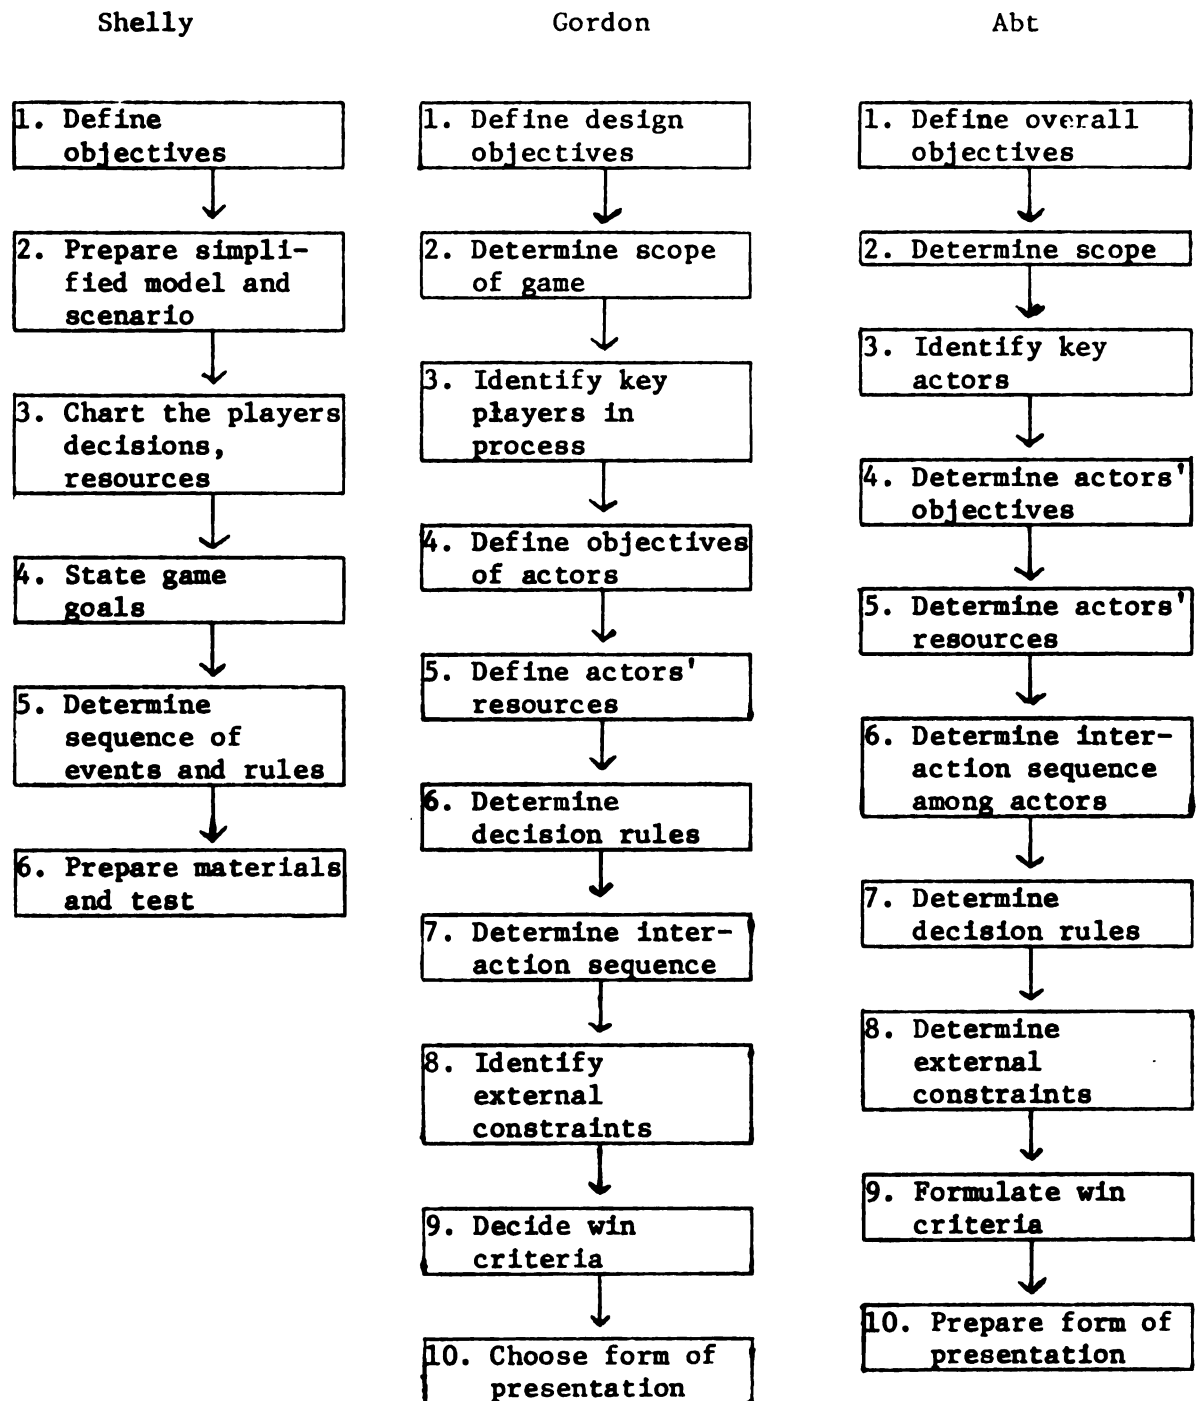 Shelly
1. Define
objectives
2. Prepare simpli-
fied model and
scenario
3. Chart the players
decisions,
resources
4. State game
goals
5. Determine
sequence of
events and rules
6. Prepare materials
and test
Gordon
1. Define design
objectives
2. Determine scope
of game
3. Identify key
players in
process
4. Define objectives
of actors
5. Define actors'
resources
6. Determine
decision rules
7. Determine inter-
action sequence
8. Identify
external
constraints
9. Decide win
criteria
10. Choose form of
presentation
Abt
1. Define overall
objectives
2. Determine scope
3. Identify key
actors
4. Determine actors'
objectives
5. Determine actors'
resources
6. Determine inter-
action sequence
among actors
7. Determine
decision rules
8. Determine
external
constraints
9. Formulate win
criteria
10. Prepare form of
presentation